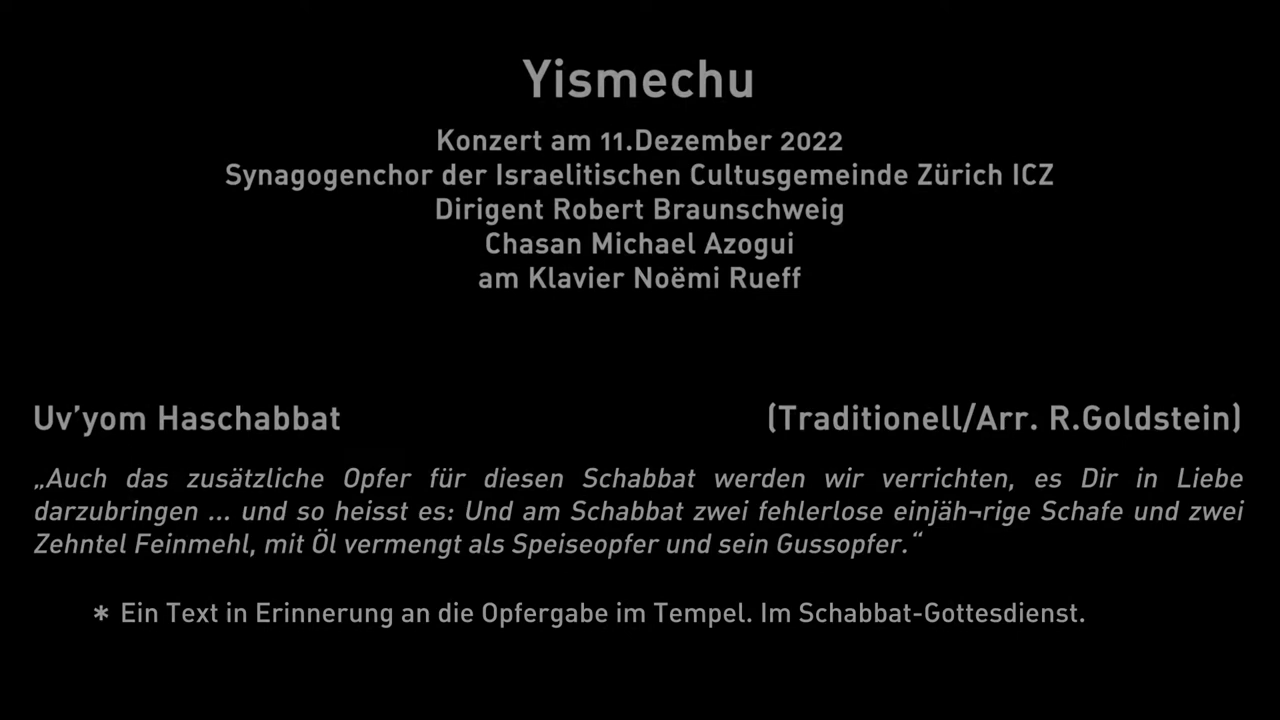 Yismechu
Konzert am 11.Dezember 2022
Synagogenchor der Israelitischen Cultusgemeinde Zürich ICZ
Dirigent Robert Braunschweig
Chasan Michael Azogui
am Klavier Noëmi Rueff
Uv’yom Haschabbat (Traditionell/Arr. R.Goldstein)
„Auch das zusätzliche Opfer für diesen Schabbat werden wir verrichten, es Dir in Liebe
darzubringen ... und so heisst es: Und am Schabbat zwei fehlerlose einjäh¬rige Schafe und zwei
Zehntel Feinmehl, mit Öl vermengt als Speiseopfer und sein Gussopfer.“
* Ein Text in Erinnerung an die Opfergabe im Tempel. Im Schabbat-Gottesdienst.